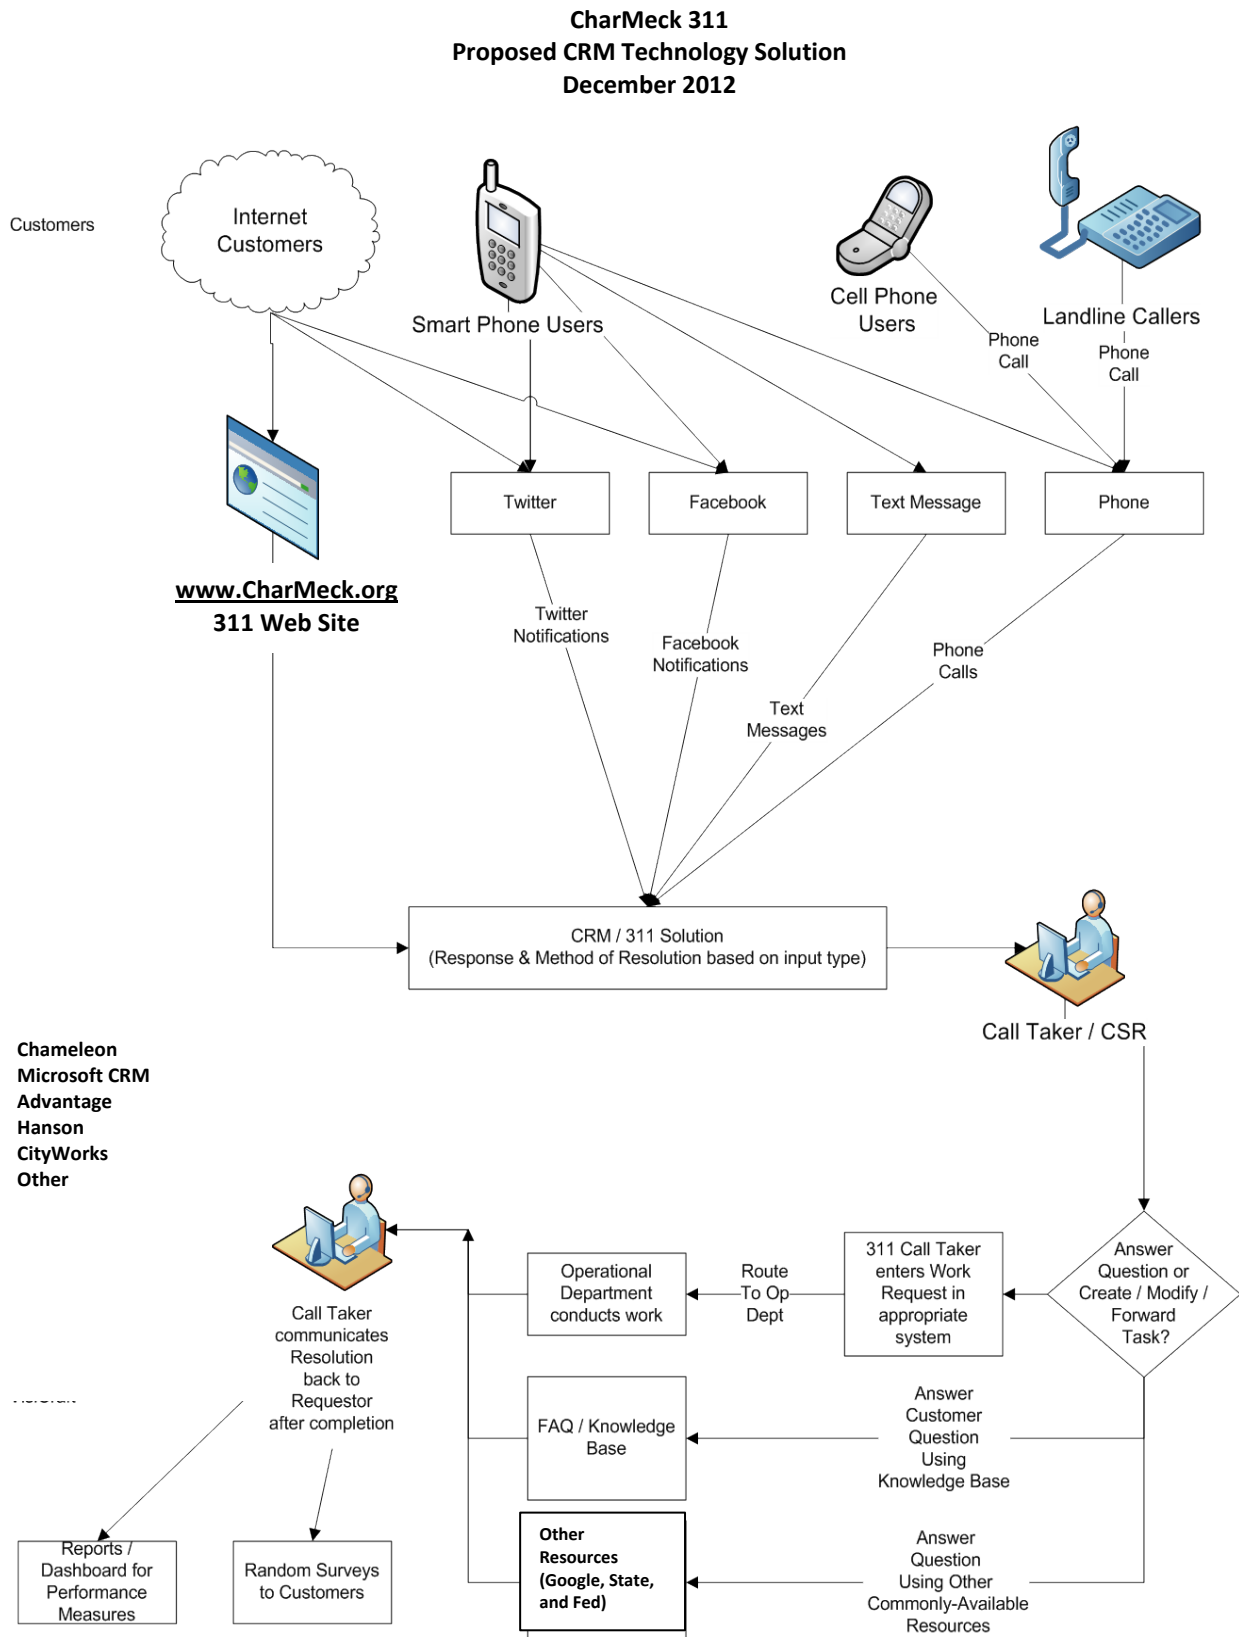 CharMeck 311
Proposed CRM Technology Solution
December 2012
Customers
Internet
Customers
Smart Phone Users
Cell Phone
Users
Landline Callers
Phone
Call
Phone
Call
Twitter
Facebook
Text Message
Phone
www.CharMeck.org
311 Web Site
Twitter
Notifications
Facebook
Notifications
Text
Messages
Phone
Calls
CRM / 311 Solution
(Response & Method of Resolution based on input type)
Call Taker / CSR
Chameleon
Microsoft CRM
Advantage
Hanson
CityWorks
Other
Answer
Question or
Create / Modify /
Forward
Task?
311 Call Taker
enters Work
Request in
appropriate
system
Route
To Op
Dept
Operational
Department
conducts work
Call Taker
communicates
Resolution
back to
Requestor
after completion
FAQ / Knowledge
Base
Answer
Customer
Question
Using
Knowledge Base
Other
Resources
(Google, State,
and Fed)
Answer
Question
Using Other
Commonly-Available
Resources
Reports /
Dashboard for
Performance
Measures
Random Surveys
to Customers